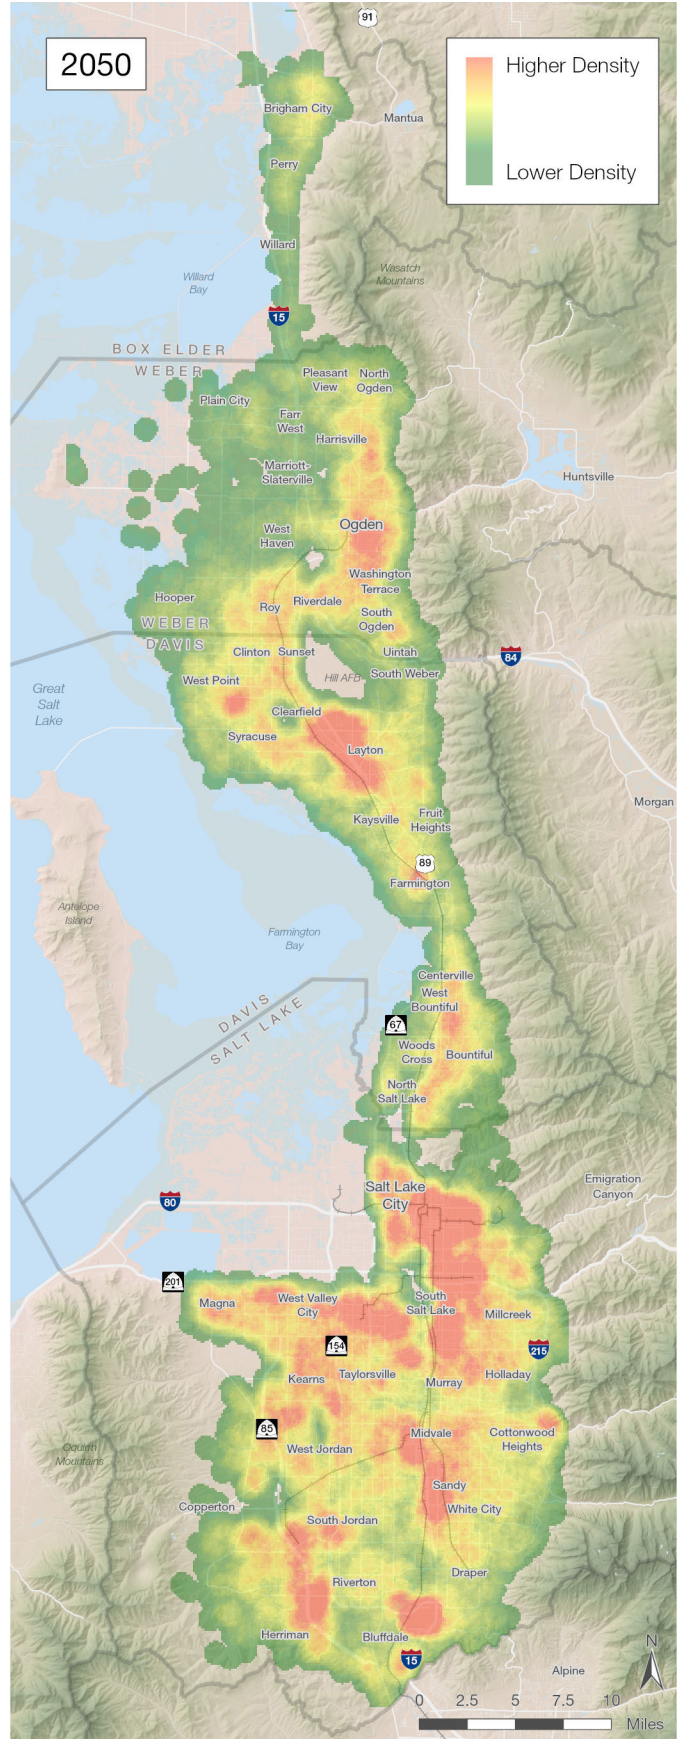 91
2050
Higher Density
Lower Density
Brigham City
Mantua
Perry
Willard
Wasatch
Mountains
Willard
Bay
15
BOX ELDER
WEBER
Pleasant
View
North
Ogden
Plain City
Farr
West
Harrisville
Marriott-
Slaterville
Huntsville
Ogden
West
Haven
Washington
Terrace
Hooper
Roy
Riverdale
South
Ogden
WEBER
DAVIS
Clinton
Sunset
Uintah
84
Hill AFB
South Weber
West Point
Great
Salt
Lake
Clearfield
Syracuse
Layton
Morgan
Kaysville
Fruit
Heights
89
Farmington
Antelope
Island
Farmington
Bay
Centerville
West
Bountiful
DAVIS
SALT LAKE
67
Woods
Cross
Bountiful
North
Salt Lake
Salt Lake
City
Emigration
Canyon
80
201
Magna
West Valley
City
South
Salt Lake
Millcreek
154
215
Kearns
Taylorsville
Murray
Holladay
85
Midvale
Cottonwood
Heights
West Jordan
Oquirrh
Mountains
Sandy
Copperton
White City
South Jordan
Draper
Riverton
Herriman
Bluffdale
15
N
Alpine
0 2.5 5 7.5 10
Miles